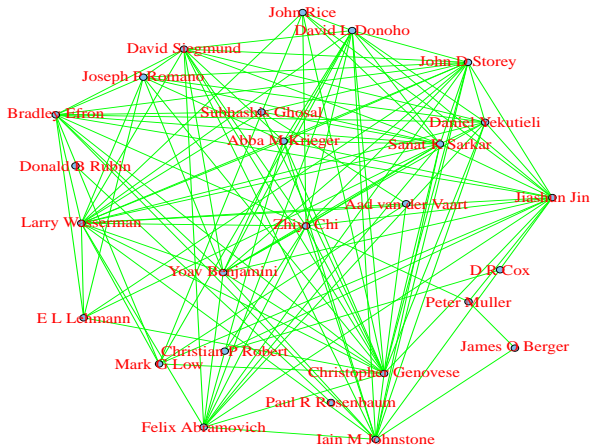 John Rice
David L Donoho
David Siegmund
John D Storey
Joseph P Romano
Bradley Efron
Subhashis Ghosal
Daniel Yekutieli
Abba M Krieger
Sanat K Sarkar
Donald B Rubin
Jiashun Jin
Aad van der Vaart
Larry Wasserman
Zhiyi Chi
Yoav Benjamini
D R Cox
Peter Muller
E L Lehmann
James O Berger
Christian P Robert
Mark G Low
Christopher Genovese
Paul R Rosenbaum
Felix Abramovich
Iain M Johnstone